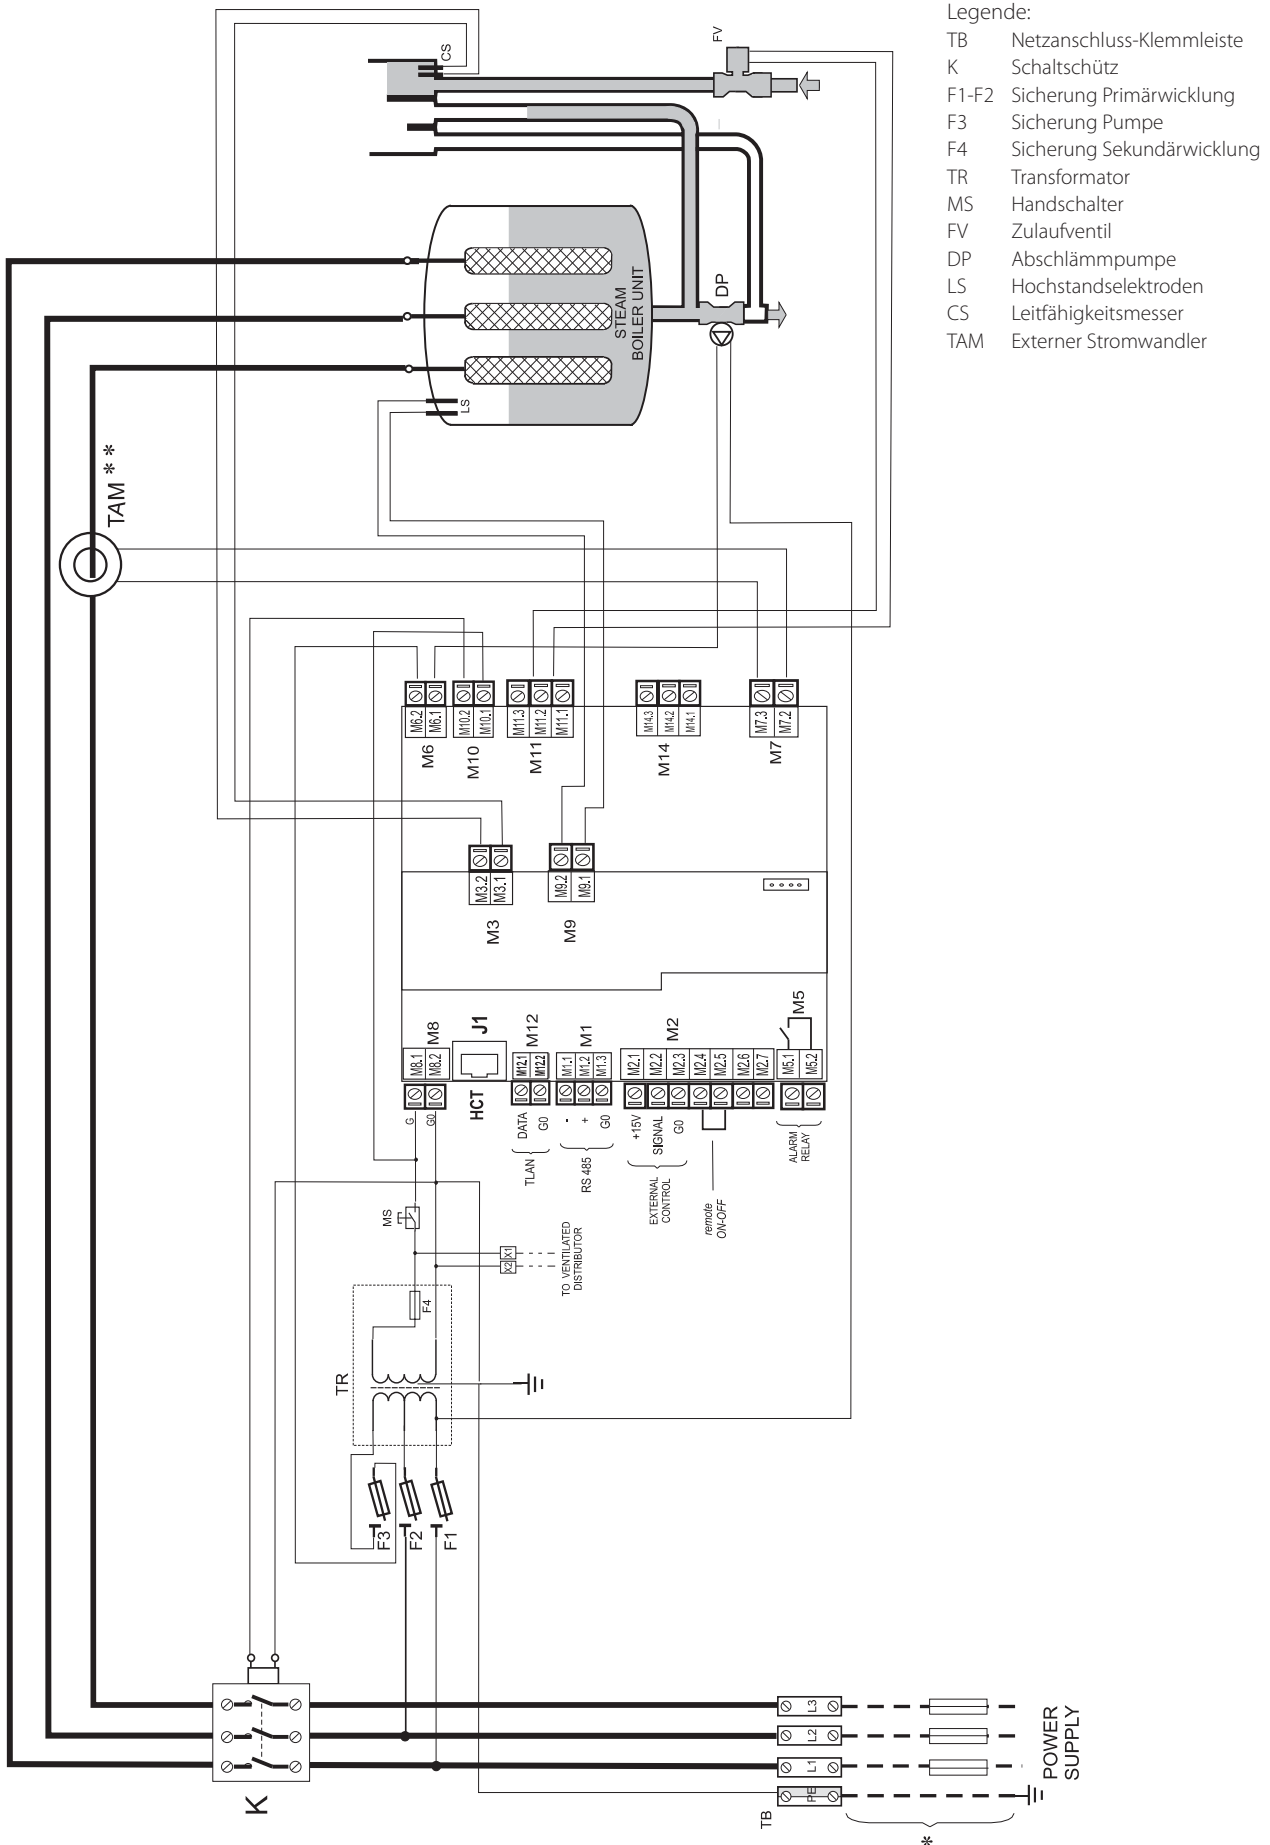 Legende:
TB Netzanschluss-Klemmleiste
K Schaltschütz
F1-F2 Sicherung Primärwicklung
F3 Sicherung Pumpe
F4 Sicherung Sekundärwicklung
TR Transformator
MS Handschalter
FV Zulaufventil
DP Abschlämmpumpe
LS Hochstandselektroden
CS Leitfähigkeitsmesser
TAM Externer Stromwandler
CS
FV
STEAM
BOILER UNIT
DP
LS
TAM * *
M6.2
M6.1
M10.2
M10.1
M11.3
M11.2
M11.1
M14.3
M14.2
M14.1
M7.3
M7.2
M6
M10
M11
M14
M7
M3.2
M3.1
M9.2
M9.1
M3
M9
M8
J1
M12
M1
M2
M5
M8.1
M8.2
HCT
M12.1
M12.2
M1.1
M1.2
M1.3
M2.1
M2.2
M2.3
M2.4
M2.5
M2.6
M2.7
M5.1
M5.2
G
G0
DATA
G0
-
+
G0
+15V
SIGNAL
G0
TLAN
RS 485
EXTERNAL
CONTROL
remote
ON-OFF
ALARM
RELAY
MS
X1
X2
TO VENTILATED
DISTRIBUTOR
F4
TR
F3
F2
F1
K
L3
L2
L1
PE
TB
POWER
SUPPLY
*